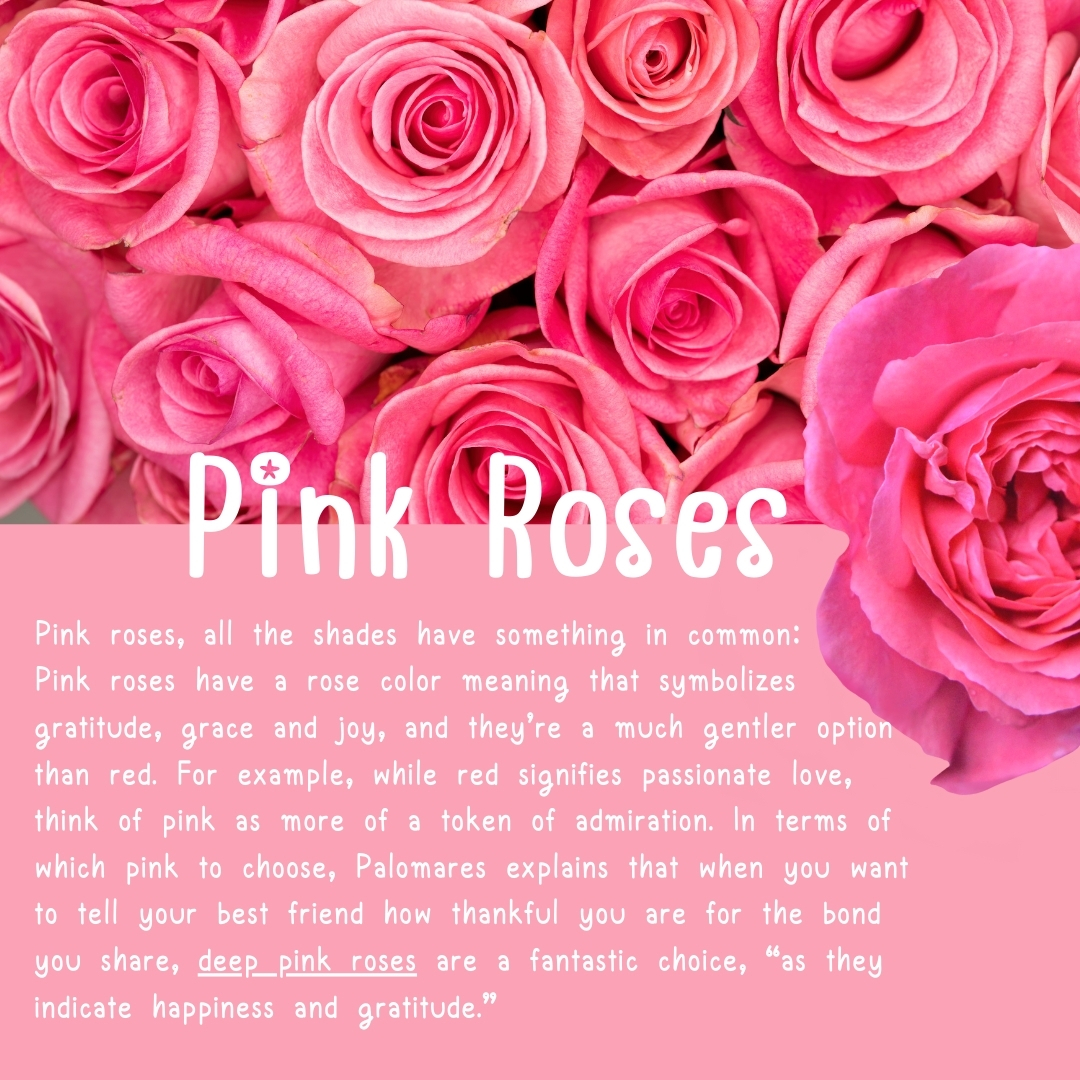 Pink Roses
Pink roses, all the shades have something in common:
Pink roses have a rose color meaning that symbolizes
gratitude, grace and joy, and they’re a much gentler option
than red. For example, while red signifies passionate love,
think of pink as more of a token of admiration. In terms of
which pink to choose, Palomares explains that when you want
to tell your best friend how thankful you are for the bond
you share, deep pink roses are a fantastic choice, “as they
indicate happiness and gratitude.”